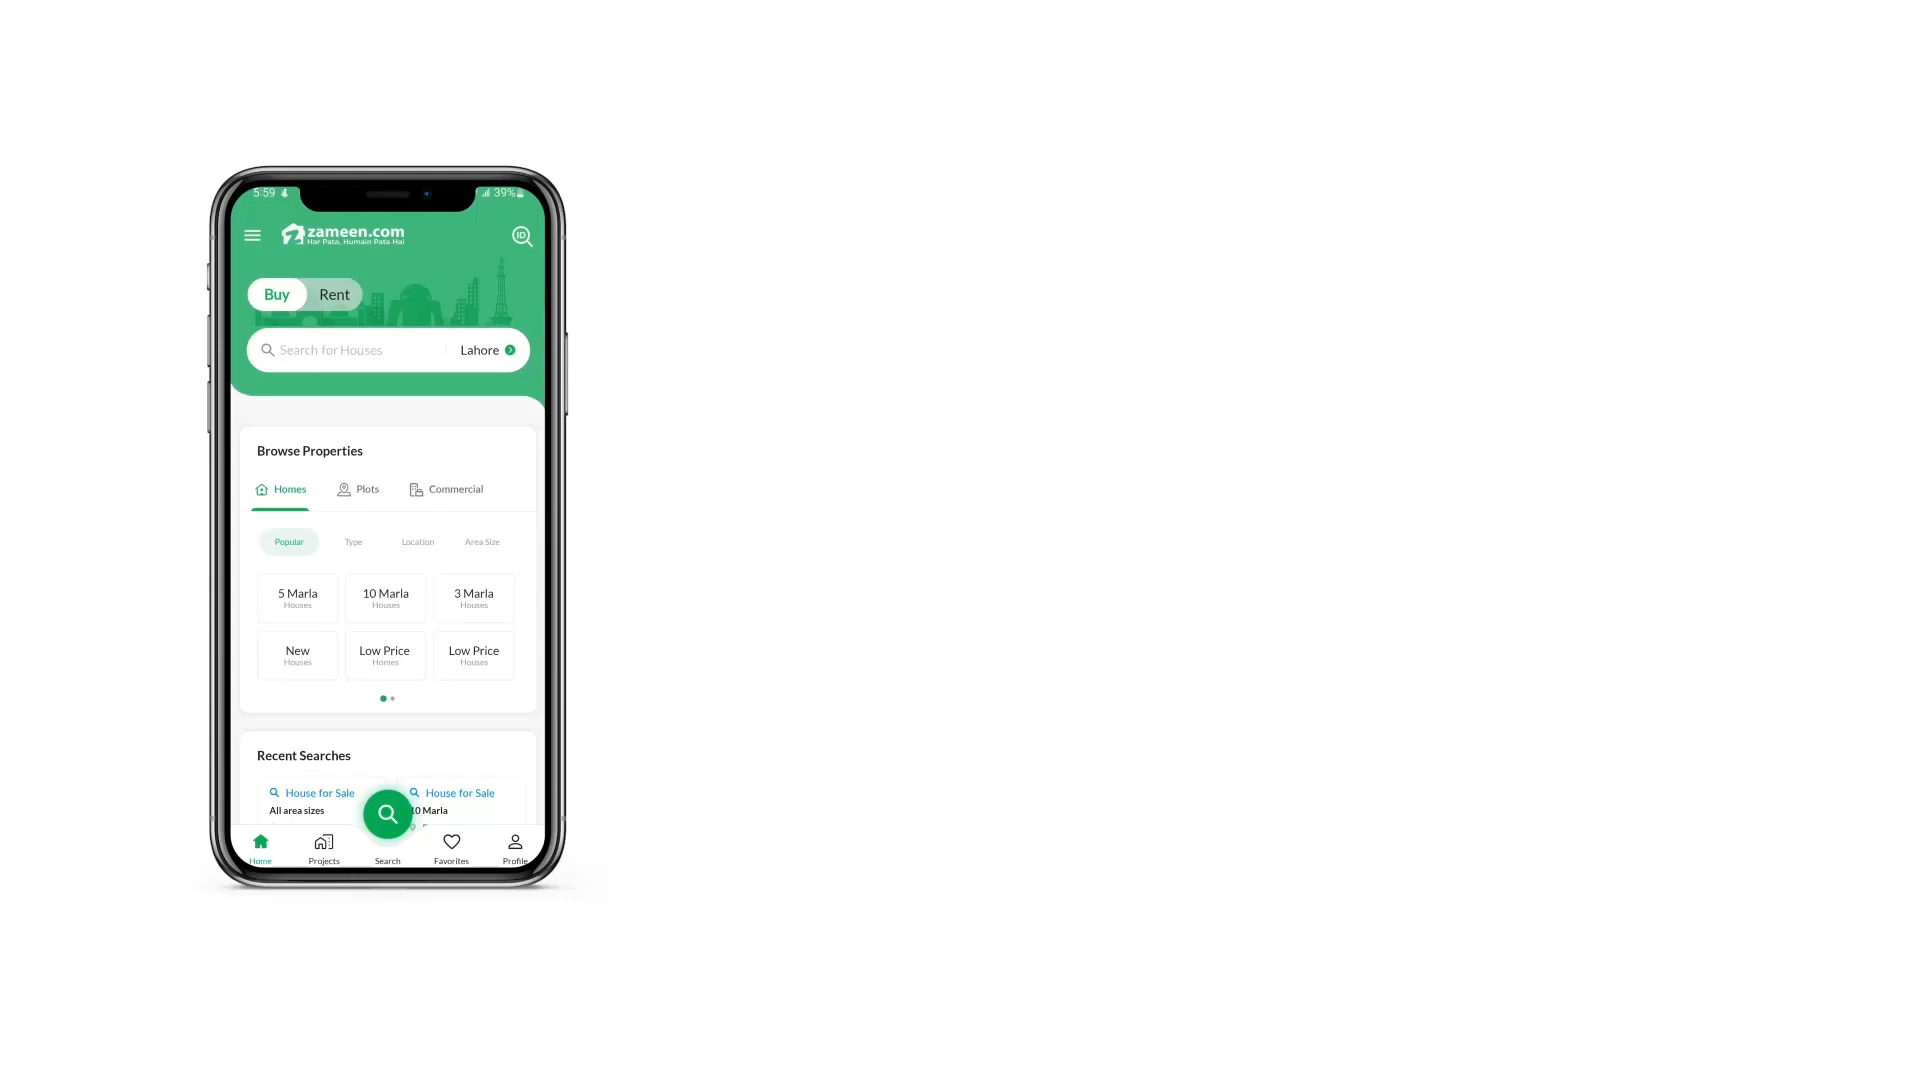 5:59 39%
zameen.com
Har Pata, Humain Pata Hai
ID
Buy Rent
Search for Houses Lahore
Browse Properties
Homes Plots Commercial
Popular Type Location Area Size
5 Marla 10 Marla 3 Marla
Houses Houses Houses
New Low Price Low Price
Houses Homes Houses
Recent Searches
House for Sale House for Sale
All area sizes 10 Marla
Home Projects Search Favorites Profile